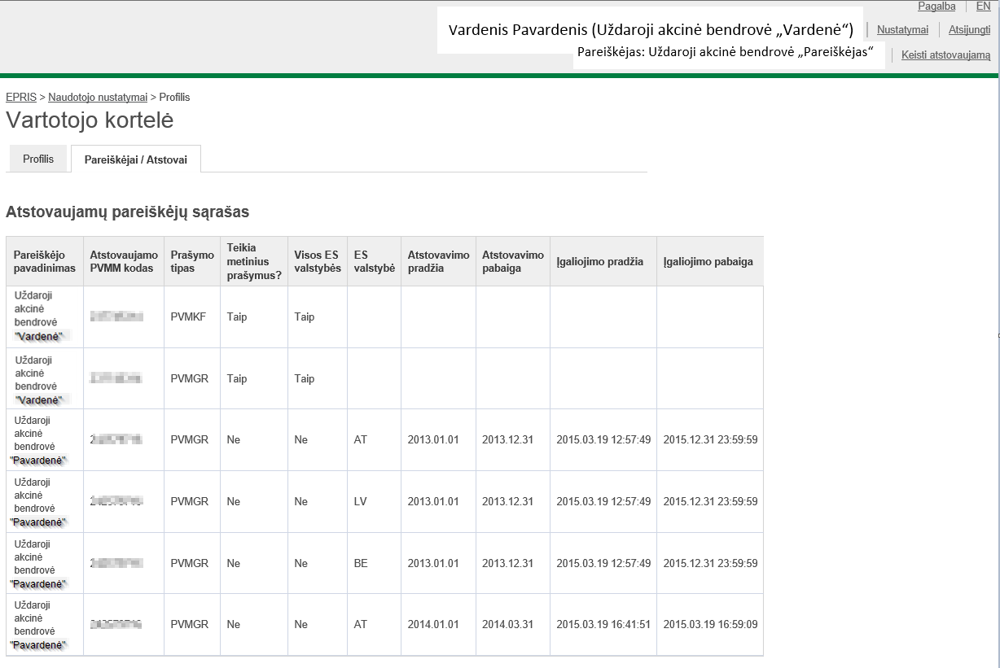 Pagalba | EN
Vardenis Pavardenis (Uždaroji akcinė bendrovė „Vardenė“) | Nustatymai | Atsijungti
Pareiškėjas: Uždaroji akcinė bendrovė „Pareiškėjas“ | Keisti atstovaujamą
EPRIS > Naudotojo nustatymai > Profilis
Vartotojo kortelė
Profilis Pareiškėjai / Atstovai
Atstovaujamų pareiškėjų sąrašas
Pareiškėjo pavadinimas Atstovaujamo PVMM kodas Prašymo tipas Teikia metinius prašymus? Visos ES valstybės ES valstybė Atstovavimo pradžia Atstovavimo pabaiga Įgaliojimo pradžia Įgaliojimo pabaiga
Uždaroji akcinė bendrovė "Vardenė" PVMKF Taip Taip
Uždaroji akcinė bendrovė "Vardenė" PVMGR Taip Taip
Uždaroji akcinė bendrovė "Pavardenė" PVMGR Ne Ne AT 2013.01.01 2013.12.31 2015.03.19 12:57:49 2015.12.31 23:59:59
Uždaroji akcinė bendrovė "Pavardenė" PVMGR Ne Ne LV 2013.01.01 2013.12.31 2015.03.19 12:57:49 2015.12.31 23:59:59
Uždaroji akcinė bendrovė "Pavardenė" PVMGR Ne Ne BE 2013.01.01 2013.12.31 2015.03.19 12:57:49 2015.12.31 23:59:59
Uždaroji akcinė bendrovė "Pavardenė" PVMGR Ne Ne AT 2014.01.01 2014.03.31 2015.03.19 16:41:51 2015.03.19 16:59:09